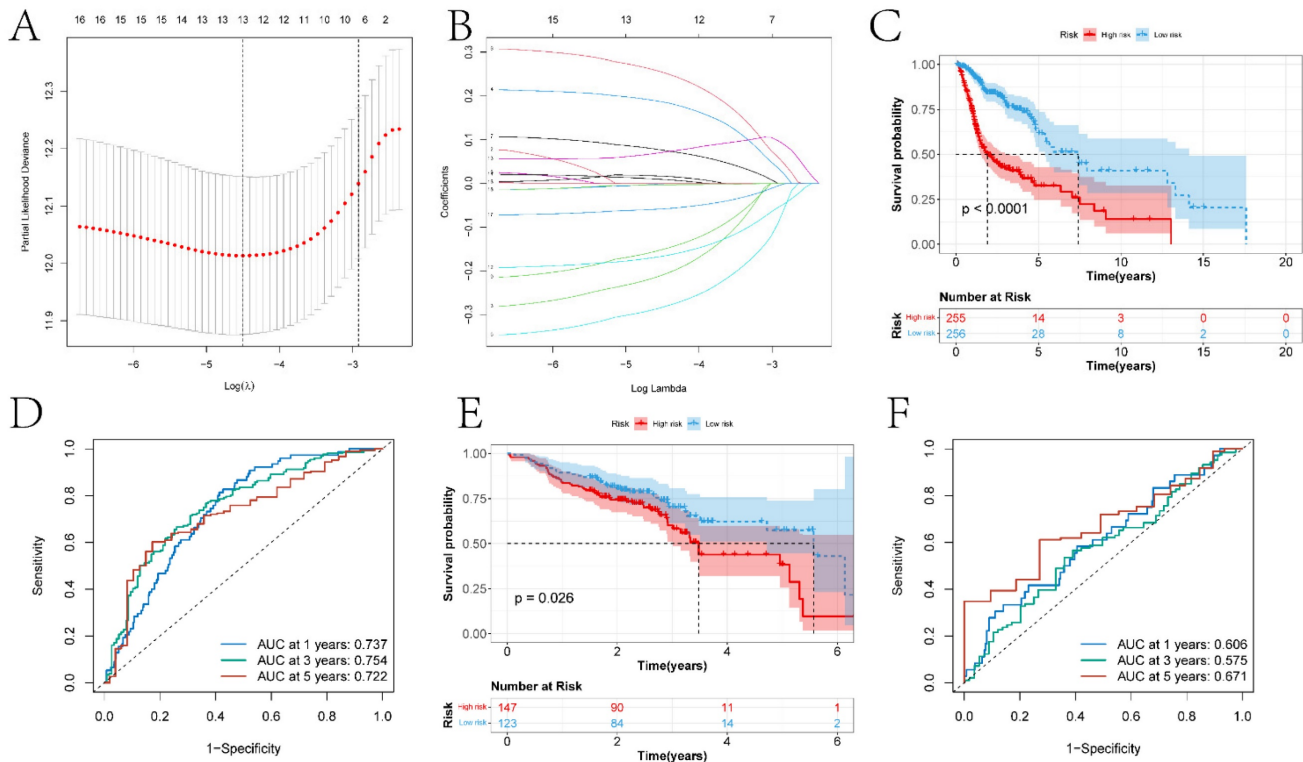 A
16 16 15 15 15 14 14 13 13 13 12 12 11 10 10 6 2
Partial Likelihood Deviance
12.3
12.2
12.1
12.0
11.9
−6 −5 −4 −3
Log(λ)
B
15 13 12 7
Coefficients
0.3
0.2
0.1
0.0
−0.1
−0.2
−0.3
−6 −5 −4 −3
Log Lambda
C
Risk High risk Low risk
Survival probability
1.00
0.75
0.50
0.25
0.00
p < 0.0001
0 5 10 15 20
Time(years)
Number at Risk
Risk
High risk 255 14 3 0 0
Low risk 256 28 8 2 0
0 5 10 15 20
Time(years)
D
Sensitivity
1.0
0.8
0.6
0.4
0.2
0.0
AUC at 1 years: 0.737
AUC at 3 years: 0.754
AUC at 5 years: 0.722
0.0 0.2 0.4 0.6 0.8 1.0
1−Specificity
E
Risk High risk Low risk
Survival probability
1.00
0.75
0.50
0.25
0.00
p = 0.026
0 2 4 6
Time(years)
Number at Risk
Risk
High risk 147 90 11 1
Low risk 123 84 14 2
0 2 4 6
Time(years)
F
Sensitivity
1.0
0.8
0.6
0.4
0.2
0.0
AUC at 1 years: 0.606
AUC at 3 years: 0.575
AUC at 5 years: 0.671
0.0 0.2 0.4 0.6 0.8 1.0
1−Specificity